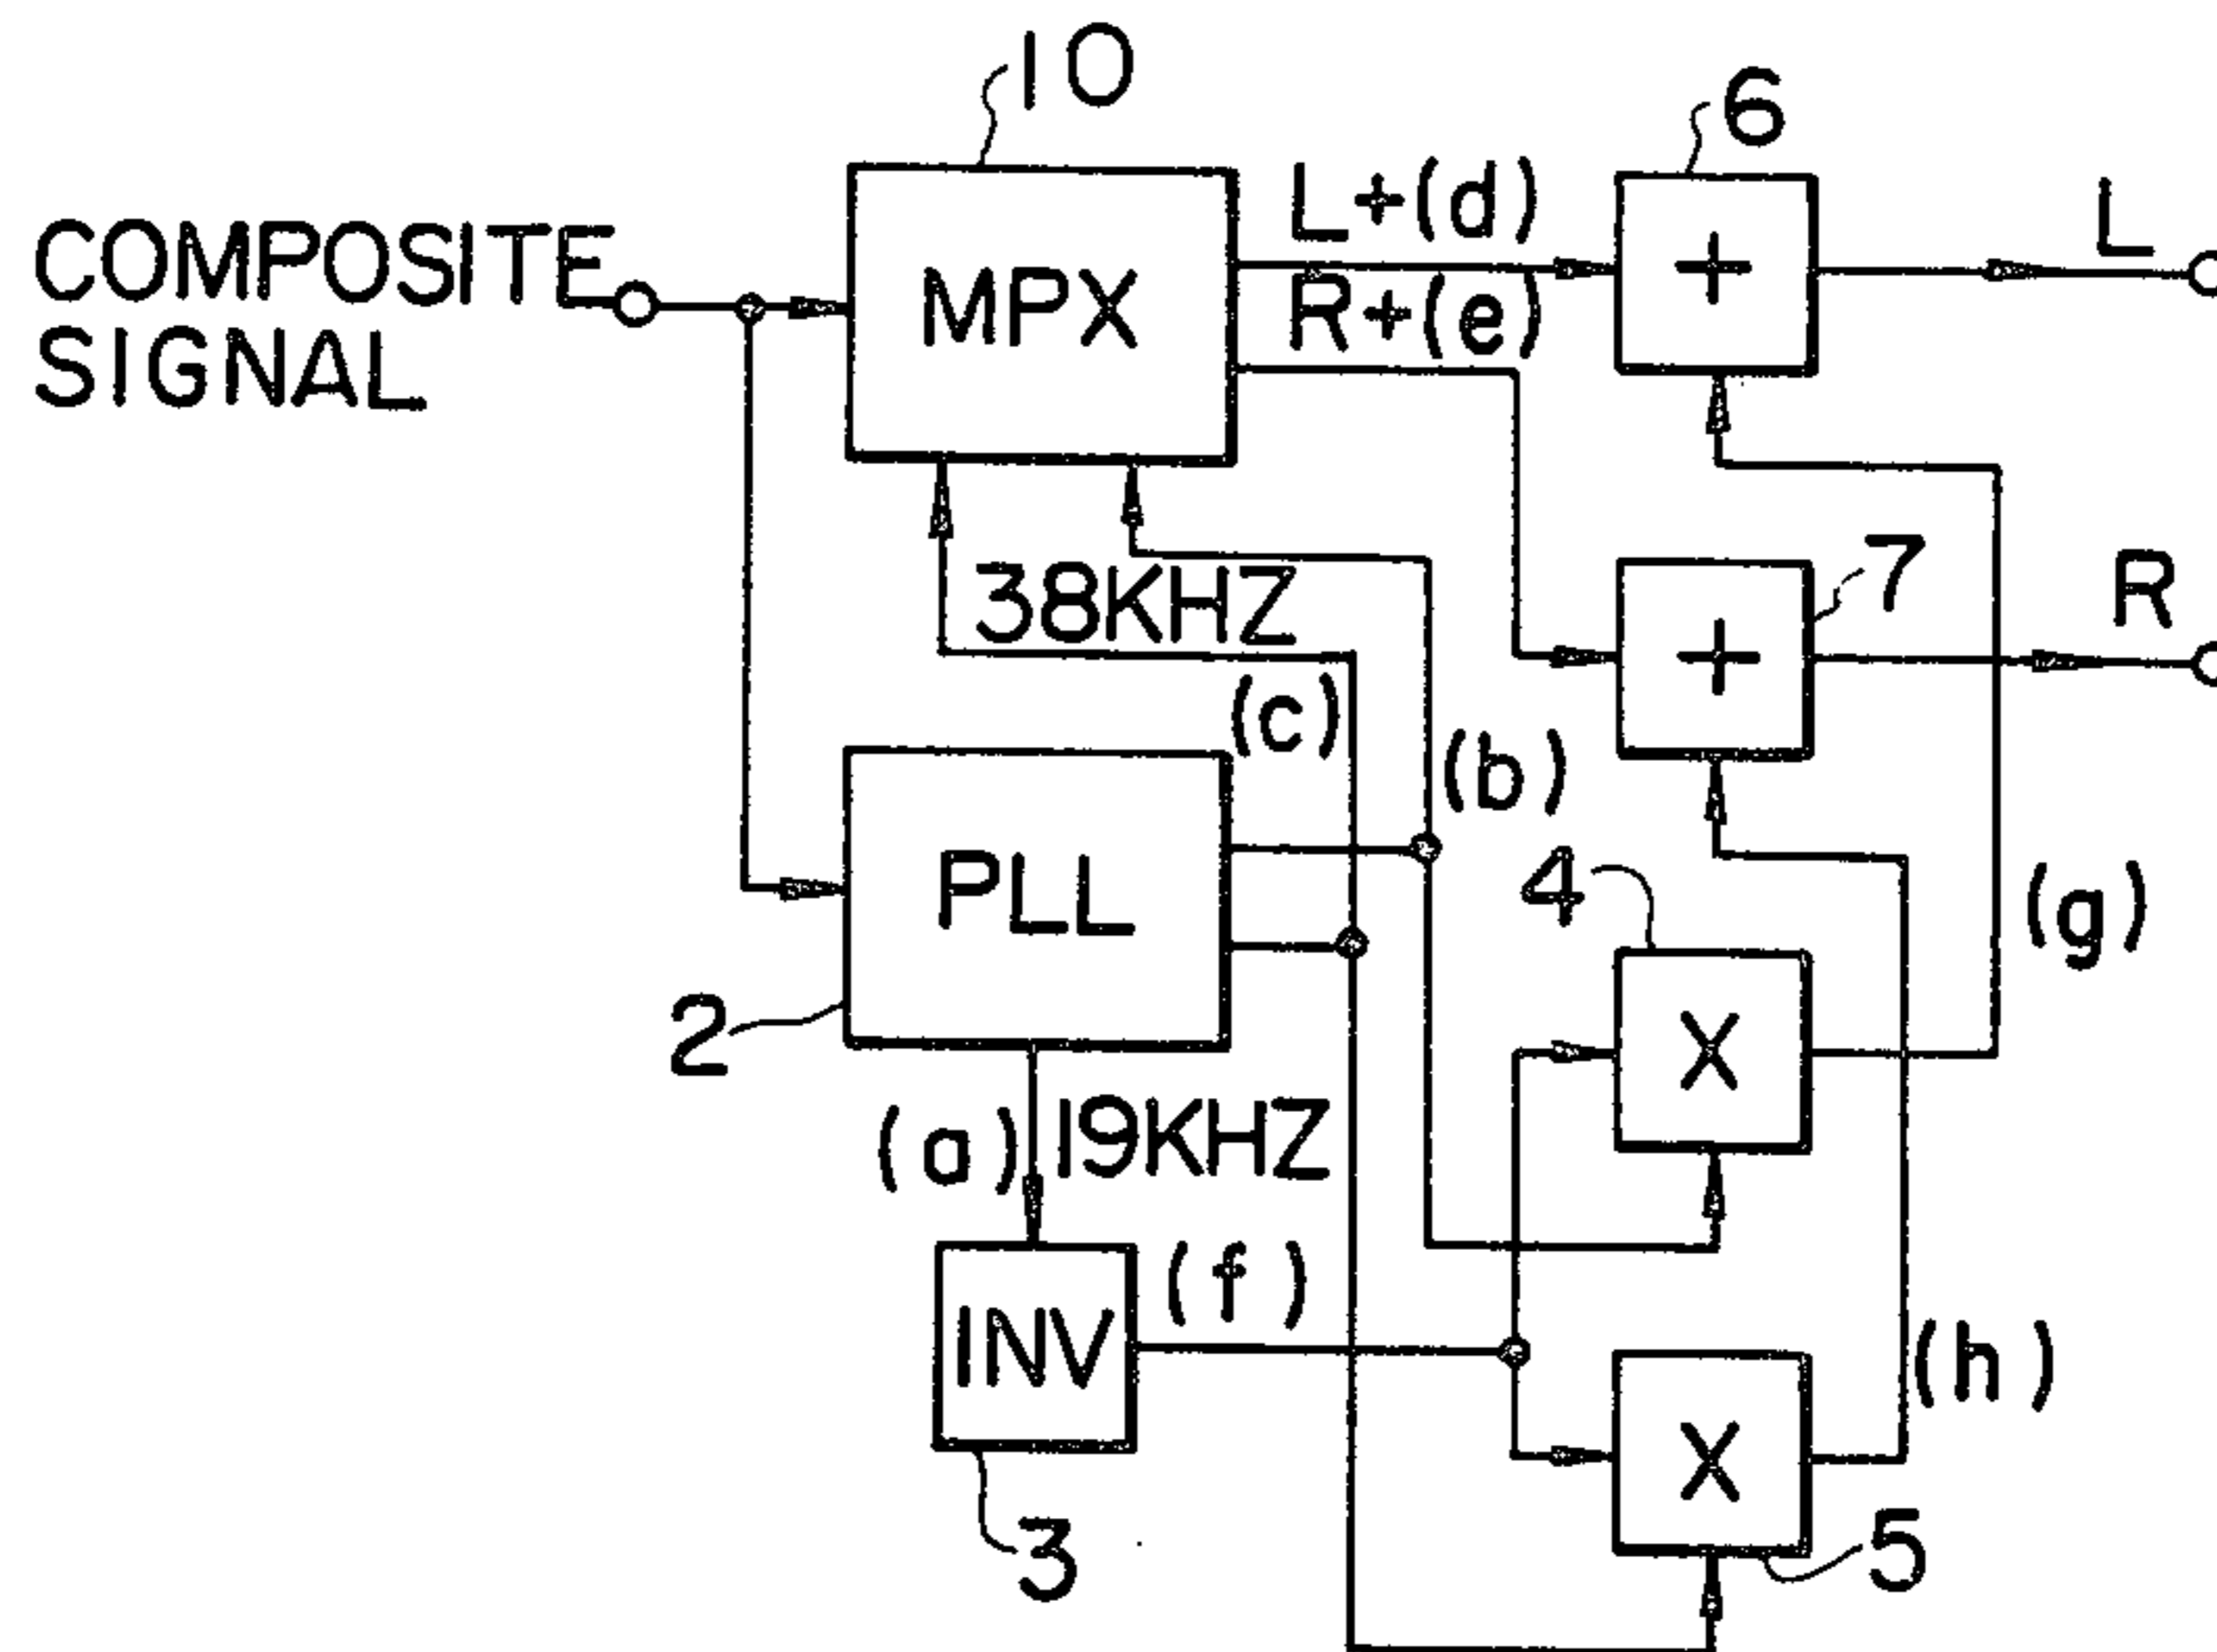 10
6
COMPOSITE
SIGNAL
MPX
L+(d)
R+(e)
+
L
38KHZ
7
+
R
(c)
(b)
PLL
2
4
X
(g)
(a) 19KHZ
INV
(f)
3
X
(h)
5